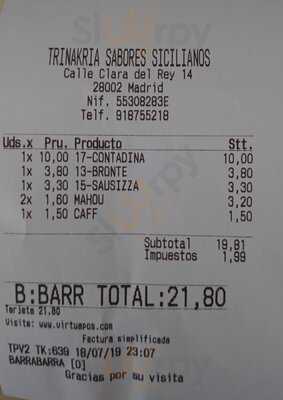 TRINAKRIA SABORES SICILIANOS
Calle Clara del Rey 14
28002 Madrid
Nif. 55308283E
Telf. 918755218
Uds.x Pru. Producto Stt.
1x 10,00 17-CONTADINA 10,00
1x 3,80 13-BRONTE 3,80
1x 3,30 15-SAUSIZZA 3,30
2x 1,60 MAHOU 3,20
1x 1,50 CAFF 1,50
Subtotal 19,81
Impuestos 1,99
B:BARR TOTAL:21,80
Tarjeta 21.80
Visite: www.virtuapos.com
Factura simplificada
TPV2 TK:639 18/07/19 23:07
BARRABARRA [0]
Gracias por su visita